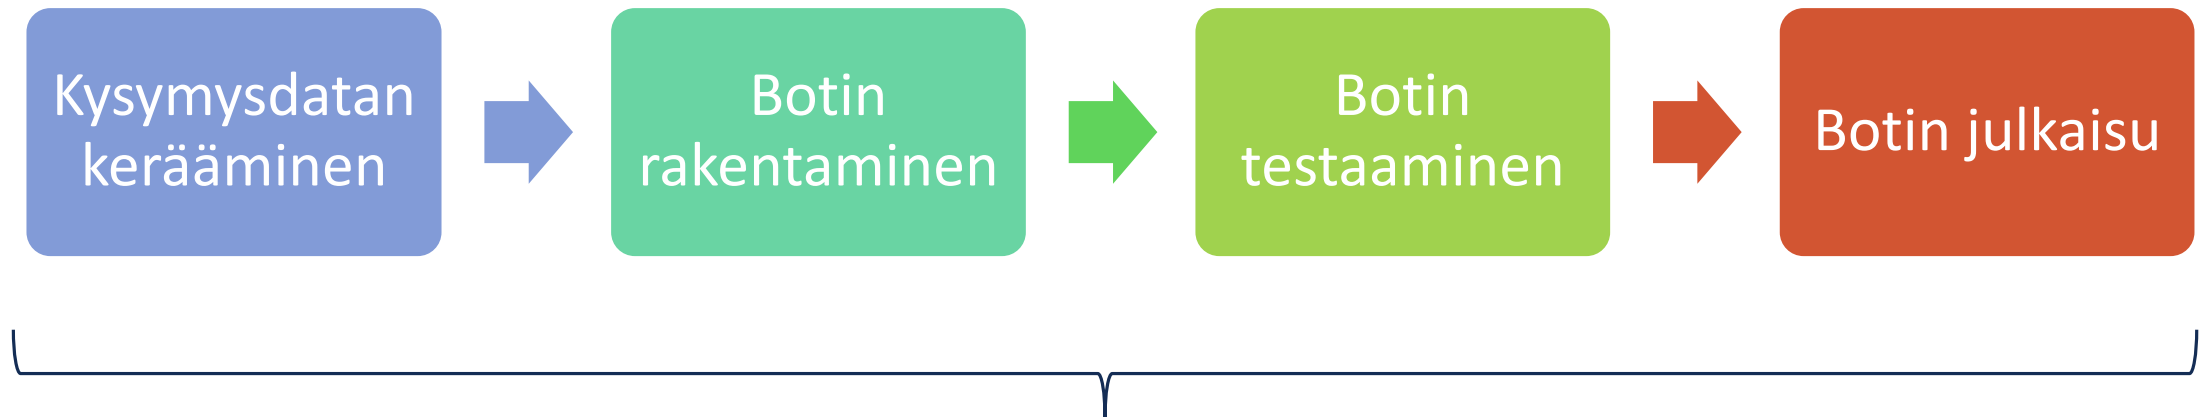 Kysymysdatan
kerääminen
Botin
rakentaminen
Botin
testaaminen
Botin julkaisu